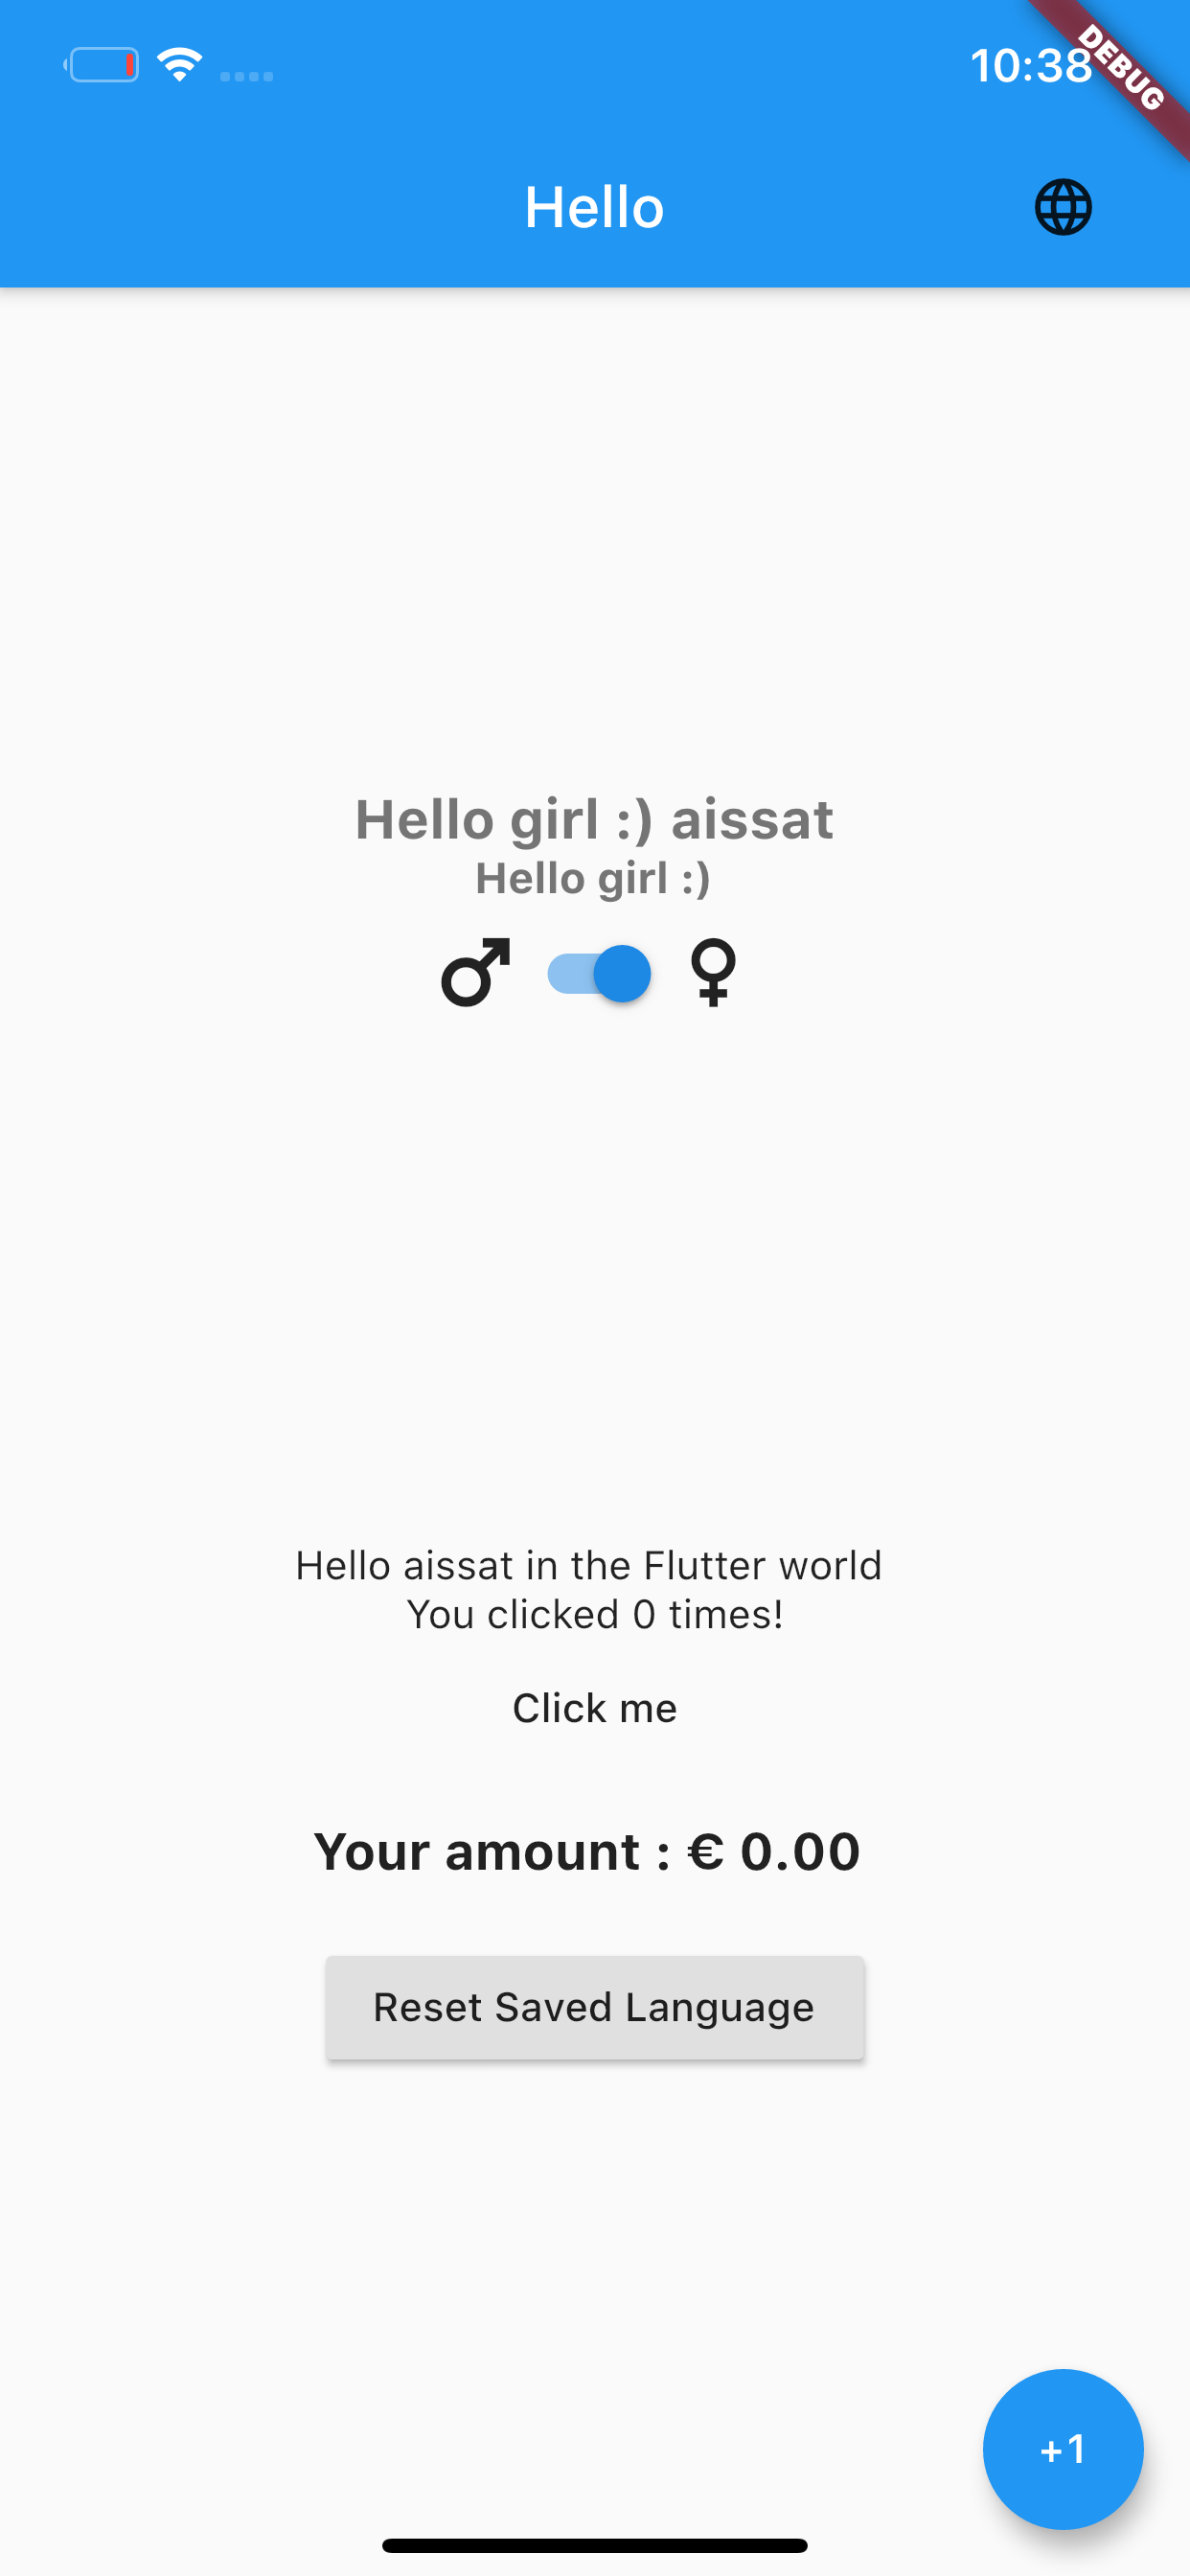 10:38
DEBUG
Hello
Hello girl :) aissat
Hello girl :)
Hello aissat in the Flutter world
You clicked 0 times!
Click me
Your amount : € 0.00
Reset Saved Language
+1